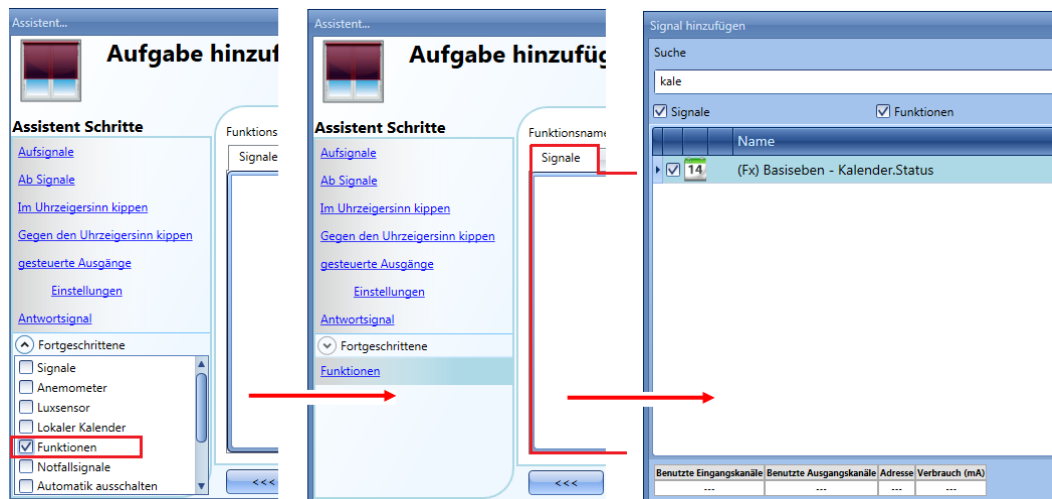 Assistent...
Aufgabe hinzuf
Assistent Schritte
Aufsignale
Ab Signale
Im Uhrzeigersinn kippen
Gegen den Uhrzeigersinn kippen
gesteuerte Ausgänge
Einstellungen
Antwortsignal
Fortgeschrittene
Signale
Anemometer
Luxsensor
Lokaler Kalender
Funktionen
Notfallsignale
Automatik ausschalten
Funktions
Signale
<<<
Assistent...
Aufgabe hinzufüg
Assistent Schritte
Aufsignale
Ab Signale
Im Uhrzeigersinn kippen
Gegen den Uhrzeigersinn kippen
gesteuerte Ausgänge
Einstellungen
Antwortsignal
Fortgeschrittene
Funktionen
Funktionsname
Signale
<<<
Signal hinzufügen
Suche
kale
Signale Funktionen
Name
14 (Fx) Basiseben - Kalender.Status
Benutzte Eingangskanäle Benutzte Ausgangskanäle Adresse Verbrauch (mA)
--- --- --- ---